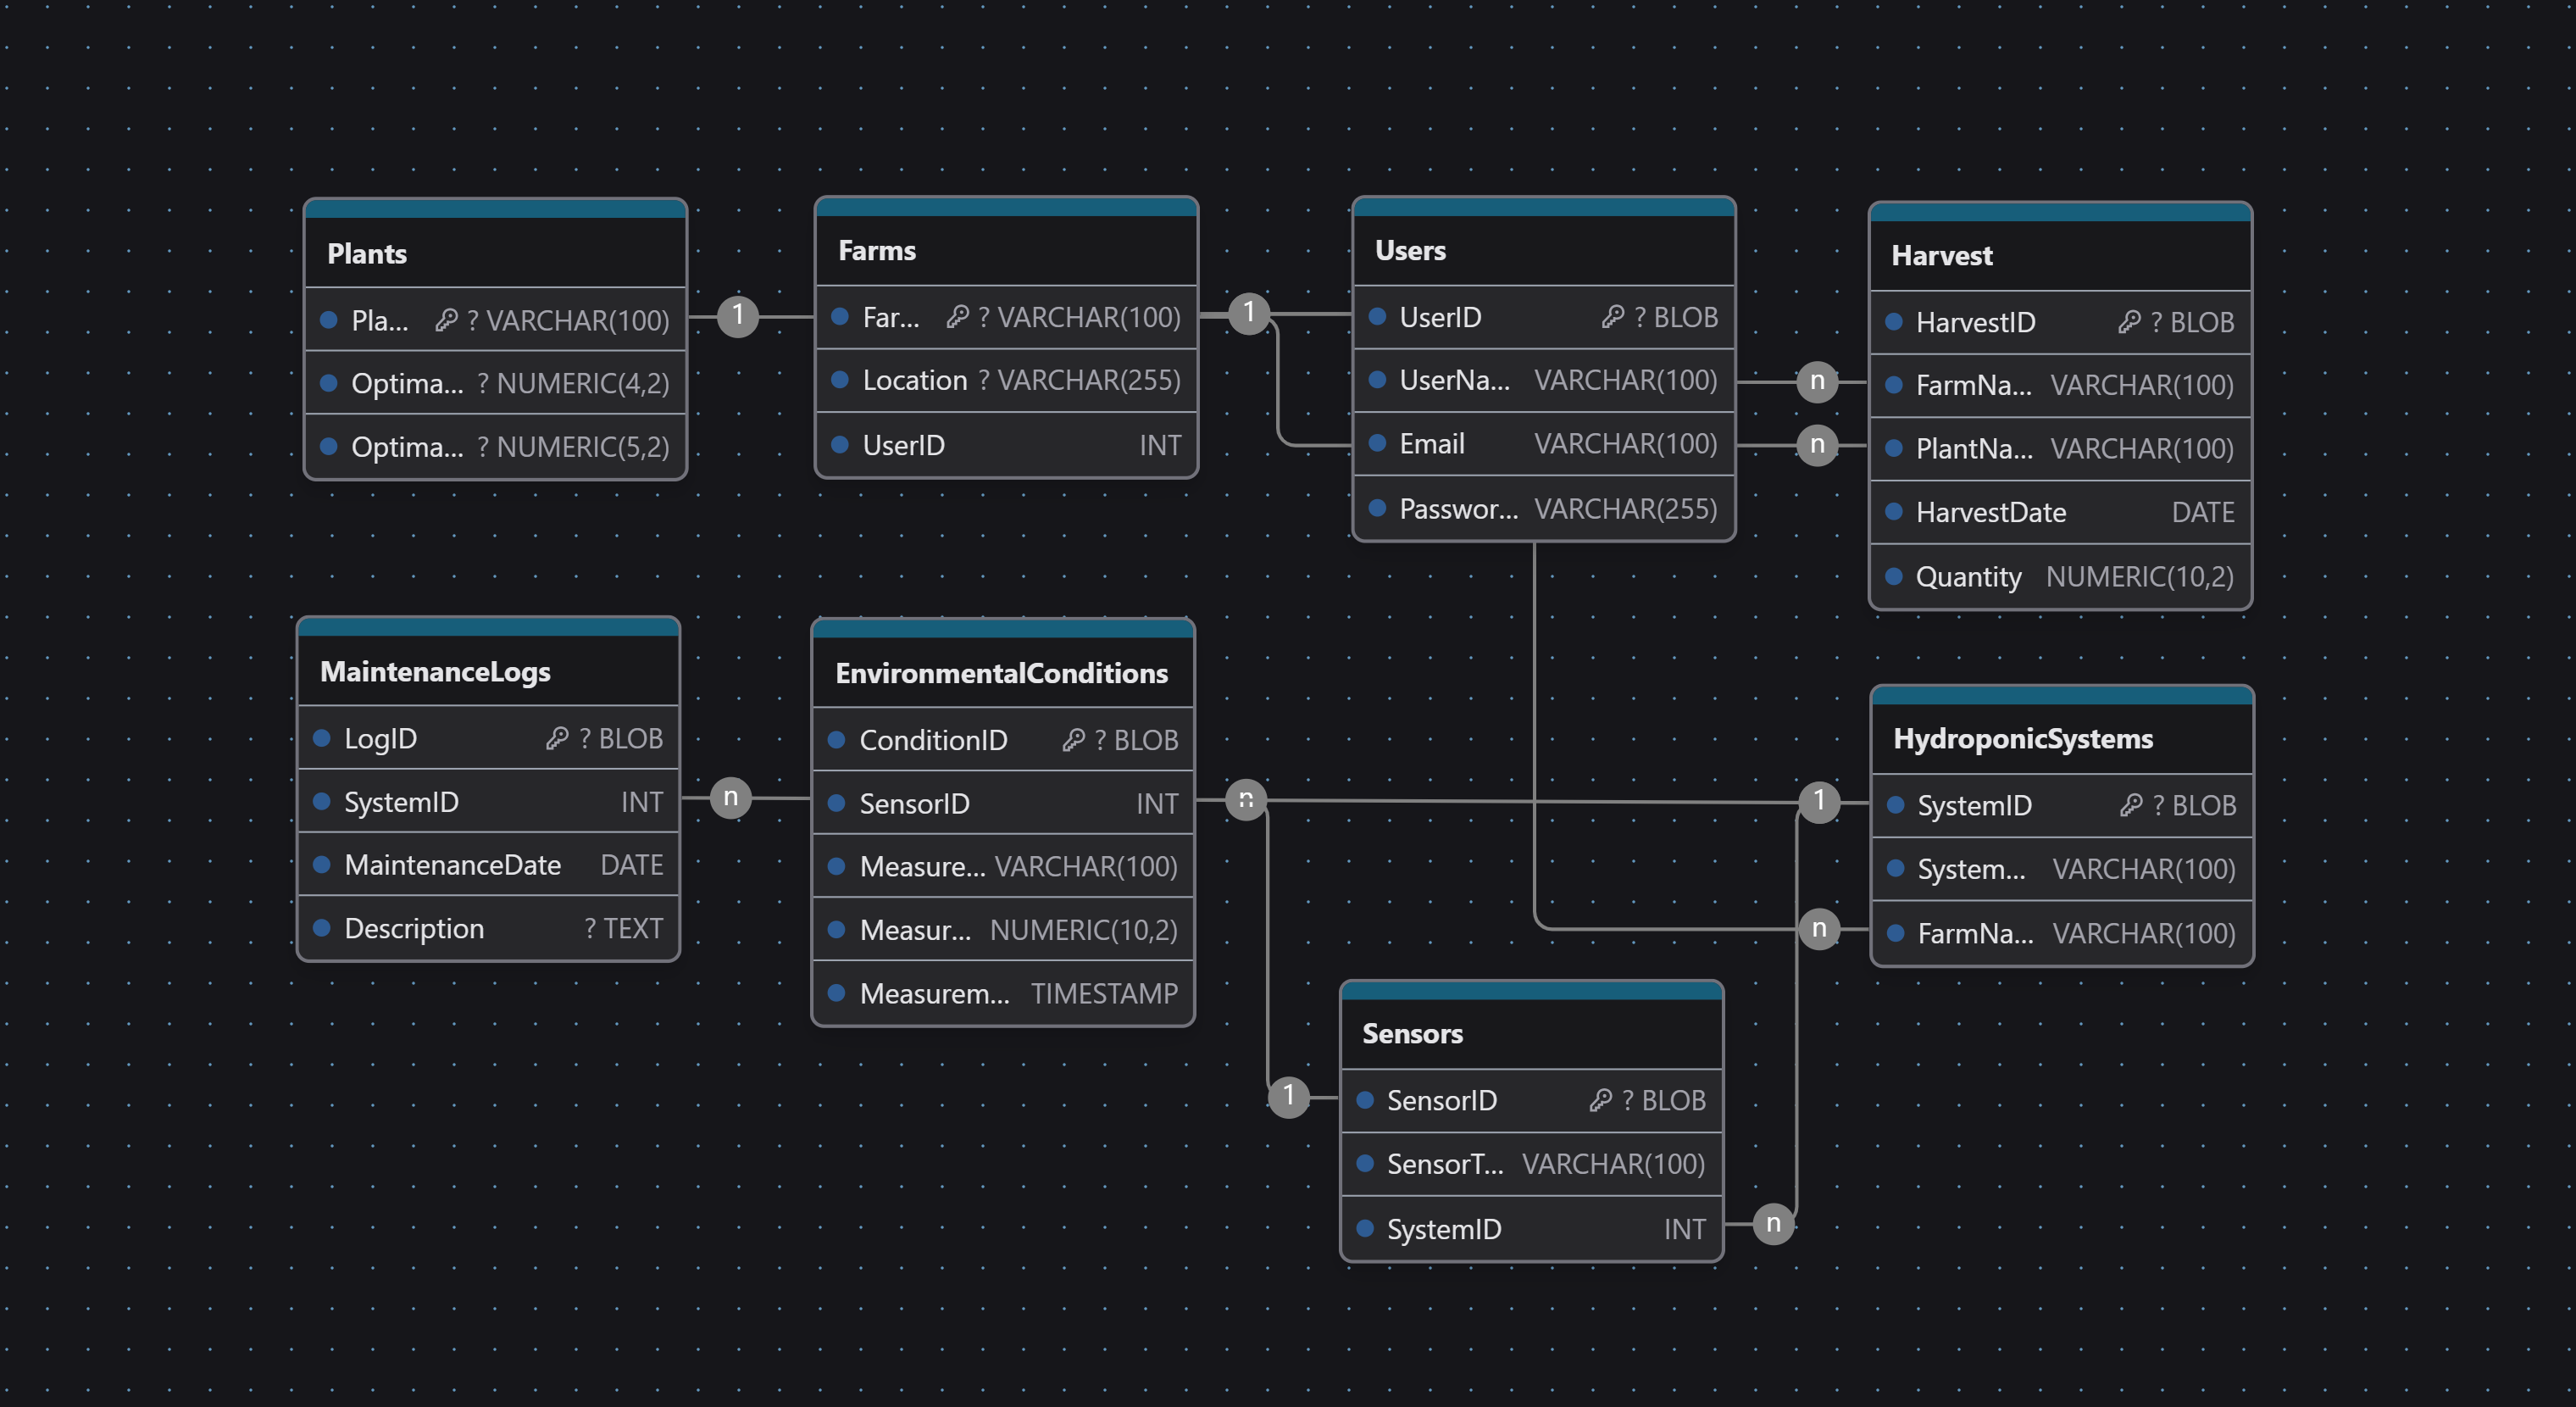 Plants
Pla... ? VARCHAR(100)
Optima... ? NUMERIC(4,2)
Optima... ? NUMERIC(5,2)
1
Farms
Far... ? VARCHAR(100)
Location ? VARCHAR(255)
UserID INT
1
Users
UserID ? BLOB
UserNa... VARCHAR(100)
Email VARCHAR(100)
Passwor... VARCHAR(255)
n
n
Harvest
HarvestID ? BLOB
FarmNa... VARCHAR(100)
PlantNa... VARCHAR(100)
HarvestDate DATE
Quantity NUMERIC(10,2)
MaintenanceLogs
LogID ? BLOB
SystemID INT
MaintenanceDate DATE
Description ? TEXT
n
EnvironmentalConditions
ConditionID ? BLOB
SensorID INT
Measure... VARCHAR(100)
Measur... NUMERIC(10,2)
Measurem... TIMESTAMP
n
1
Sensors
SensorID ? BLOB
SensorT... VARCHAR(100)
SystemID INT
n
1
n
HydroponicSystems
SystemID ? BLOB
System... VARCHAR(100)
FarmNa... VARCHAR(100)